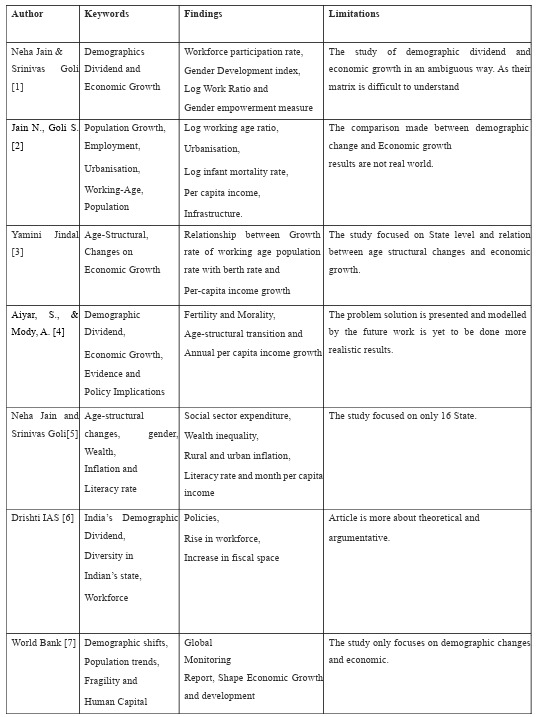 Author Keywords Findings Limitations
Neha Jain &
Srinivas Goli
[1]
Demographics
Dividend and
Economic Growth
Workforce participation rate,
Gender Development index,
Log Work Ratio and
Gender empowerment measure
The study of demographic dividend and
economic growth in an ambiguous way. As their
matrix is difficult to understand
Jain N., Goli S.
[2]
Population Growth,
Employment,
Urbanisation,
Working-Age,
Population
Log working age ratio,
Urbanisation,
Log infant mortality rate,
Per capita income,
Infrastructure.
The comparison made between demographic
change and Economic growth
results are not real world.
Yamini Jindal
[3]
Age-Structural,
Changes on
Economic Growth
Relationship between Growth
rate of working age population
rate with berth rate and
Per-capita income growth
The study focused on State level and relation
between age structural changes and economic
growth.
Aiyar, S., &
Mody, A. [4]
Demographic
Dividend,
Economic Growth,
Evidence and
Policy Implications
Fertility and Morality,
Age-structural transition and
Annual per capita income growth
The problem solution is presented and modelled
by the future work is yet to be done more
realistic results.
Neha Jain and
Srinivas Goli[5]
Age-structural
changes, gender,
Wealth,
Inflation and
Literacy rate
Social sector expenditure,
Wealth inequality,
Rural and urban inflation,
Literacy rate and month per capita
income
The study focused on only 16 State.
Drishti IAS [6]
India's Demographic
Dividend,
Diversity in
Indian's state,
Workforce
Policies,
Rise in workforce,
Increase in fiscal space
Article is more about theoretical and
argumentative.
World Bank [7]
Demographic shifts,
Population trends,
Fragility and
Human Capital
Global
Monitoring
Report, Shape Economic Growth
and development
The study only focuses on demographic changes
and economic.